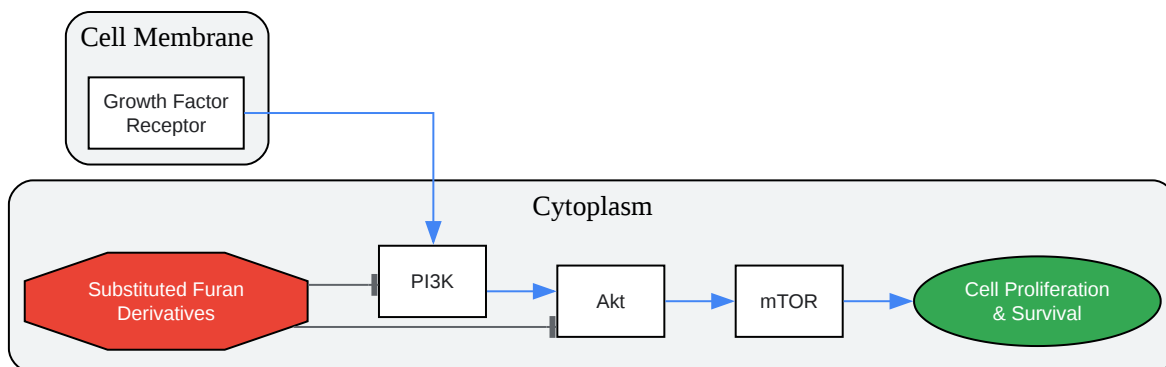 Cell Membrane
Growth Factor
Receptor
Cytoplasm
Substituted Furan
Derivatives
PI3K
Akt
mTOR
Cell Proliferation
& Survival